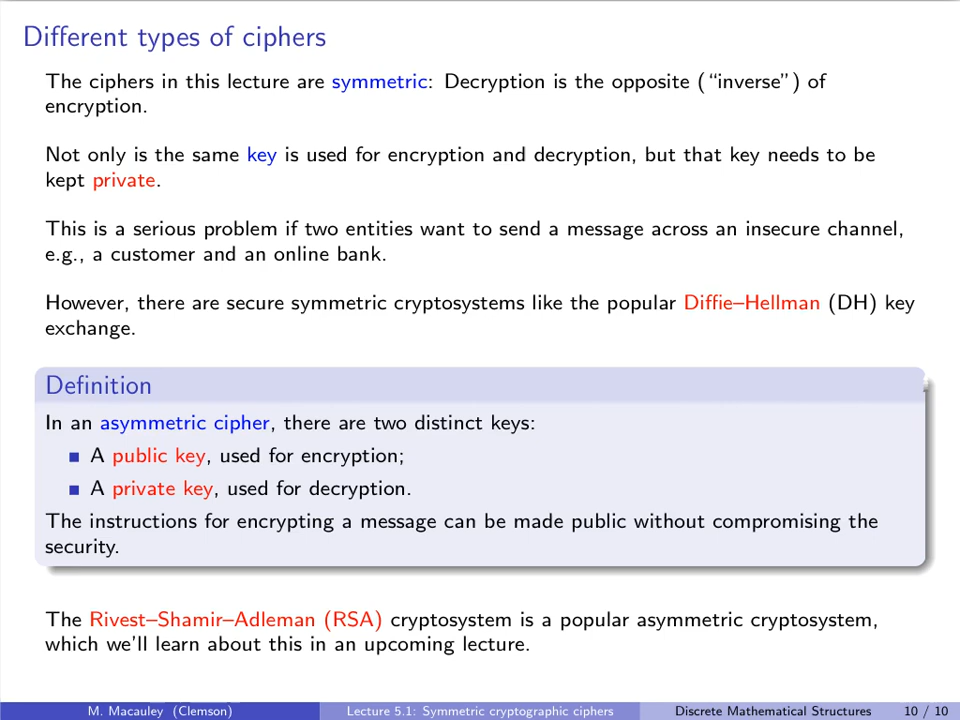 Different types of ciphers
The ciphers in this lecture are symmetric: Decryption is the opposite (“inverse”) of
encryption.
Not only is the same key is used for encryption and decryption, but that key needs to be
kept private.
This is a serious problem if two entities want to send a message across an insecure channel,
e.g., a customer and an online bank.
However, there are secure symmetric cryptosystems like the popular Diffie–Hellman (DH) key
exchange.
Definition
In an asymmetric cipher, there are two distinct keys:
A public key, used for encryption;
A private key, used for decryption.
The instructions for encrypting a message can be made public without compromising the
security.
The Rivest–Shamir–Adleman (RSA) cryptosystem is a popular asymmetric cryptosystem,
which we’ll learn about this in an upcoming lecture.
M. Macauley (Clemson) Lecture 5.1: Symmetric cryptographic ciphers Discrete Mathematical Structures 10 / 10